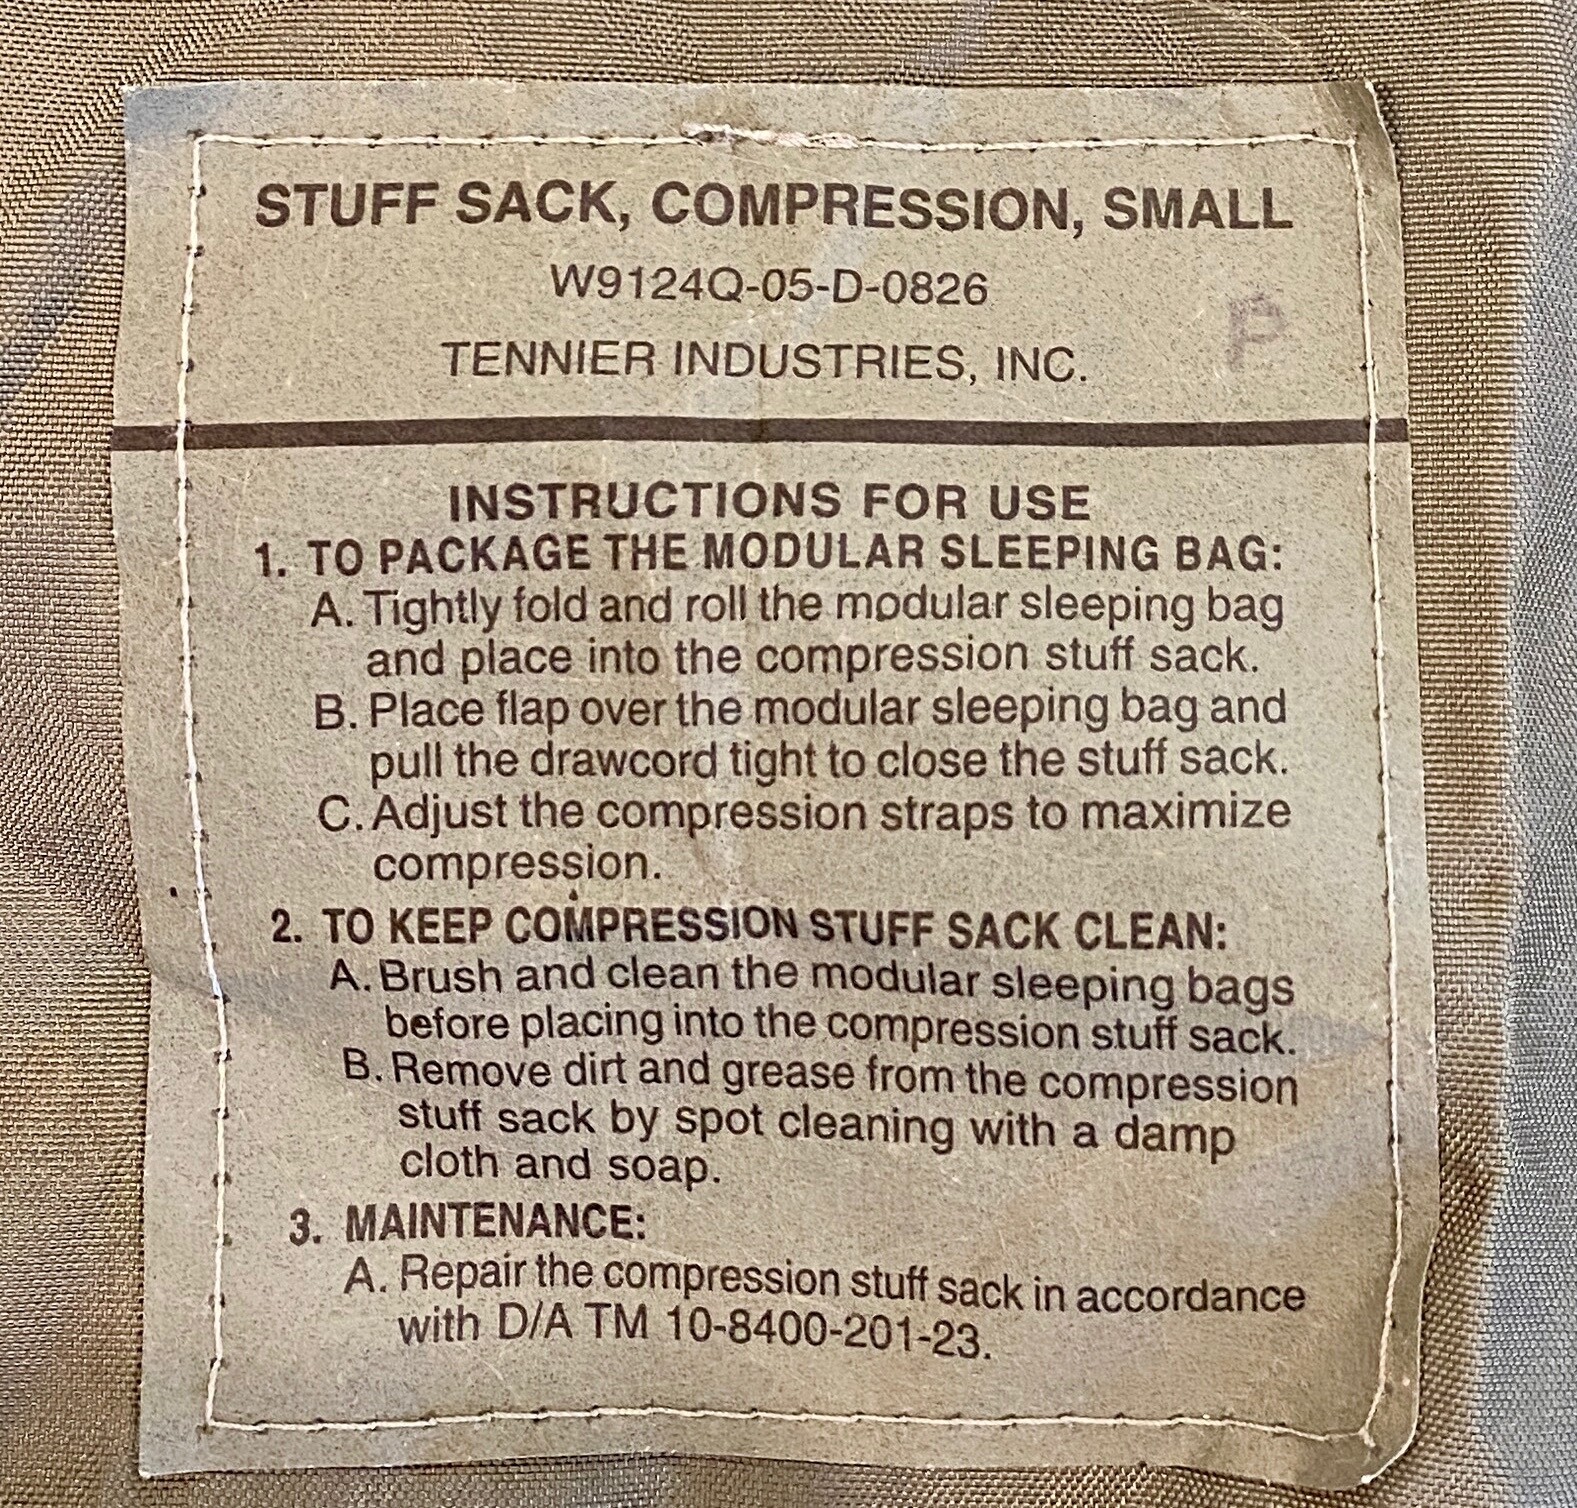 STUFF SACK, COMPRESSION, SMALL
W9124Q-05-D-0826
P
TENNIER INDUSTRIES, INC.
INSTRUCTIONS FOR USE
1. TO PACKAGE THE MODULAR SLEEPING BAG:
A. Tightly fold and roll the modular sleeping bag
and place into the compression stuff sack.
B. Place flap over the modular sleeping bag and
pull the drawcord tight to close the stuff sack.
C. Adjust the compression straps to maximize
compression.
2. TO KEEP COMPRESSION STUFF SACK CLEAN:
A. Brush and clean the modular sleeping bags
before placing into the compression stuff sack.
B. Remove dirt and grease from the compression
stuff sack by spot cleaning with a damp
cloth and soap.
3. MAINTENANCE:
A. Repair the compression stuff sack in accordance
with D/A TM 10-8400-201-23.